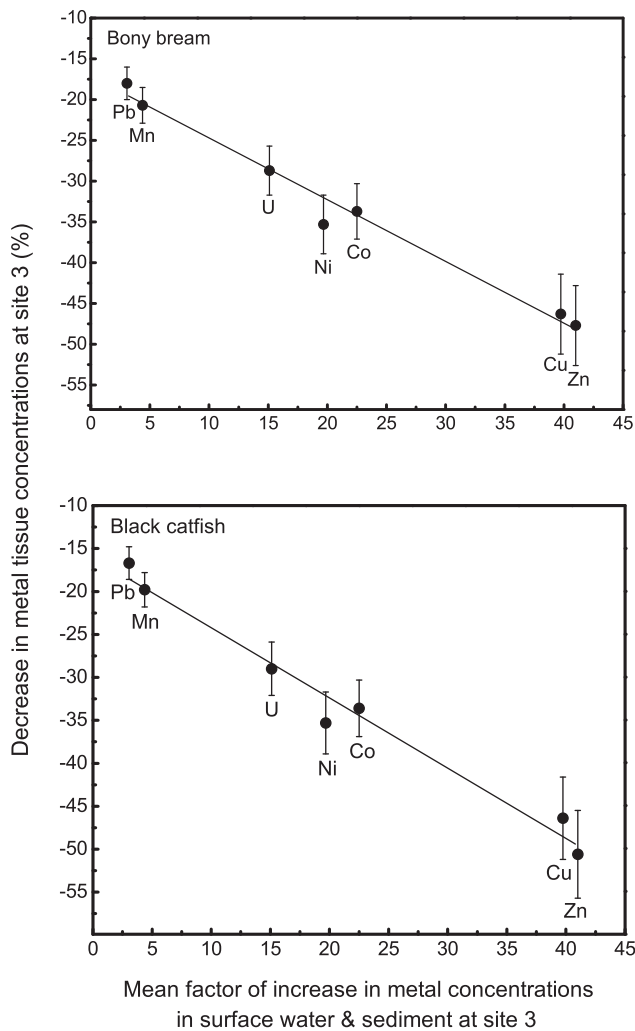 Decrease in metal tissue concentrations at site 3 (%)
Bony bream
-10
-15
-20
-25
-30
-35
-40
-45
-50
-55
Pb
Mn
U
Ni
Co
Cu
Zn
0 5 10 15 20 25 30 35 40 45
Black catfish
-10
-15
-20
-25
-30
-35
-40
-45
-50
-55
Pb
Mn
U
Ni
Co
Cu
Zn
0 5 10 15 20 25 30 35 40 45
Mean factor of increase in metal concentrations
in surface water & sediment at site 3